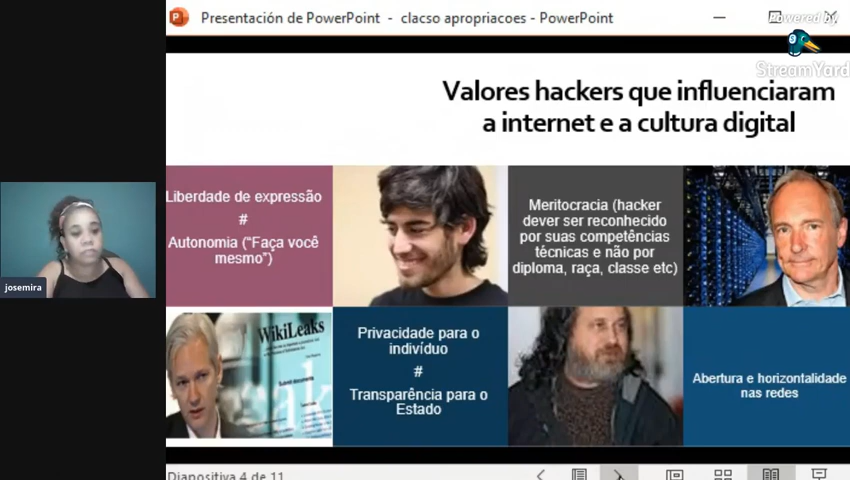 Presentación de PowerPoint - clacso apropriacoes - PowerPoint
Powered by
StreamYard
Valores hackers que influenciaram
a internet e a cultura digital
Liberdade de expressão
#
Autonomia (“Faça você
mesmo”)
Meritocracia (hacker
dever ser reconhecido
por suas competências
técnicas e não por
diploma, raça, classe etc)
josemira
WikiLeaks
Privacidade para o
indivíduo
#
Transparência para o
Estado
Abertura e horizontalidade
nas redes
Diapositiva 4 de 11